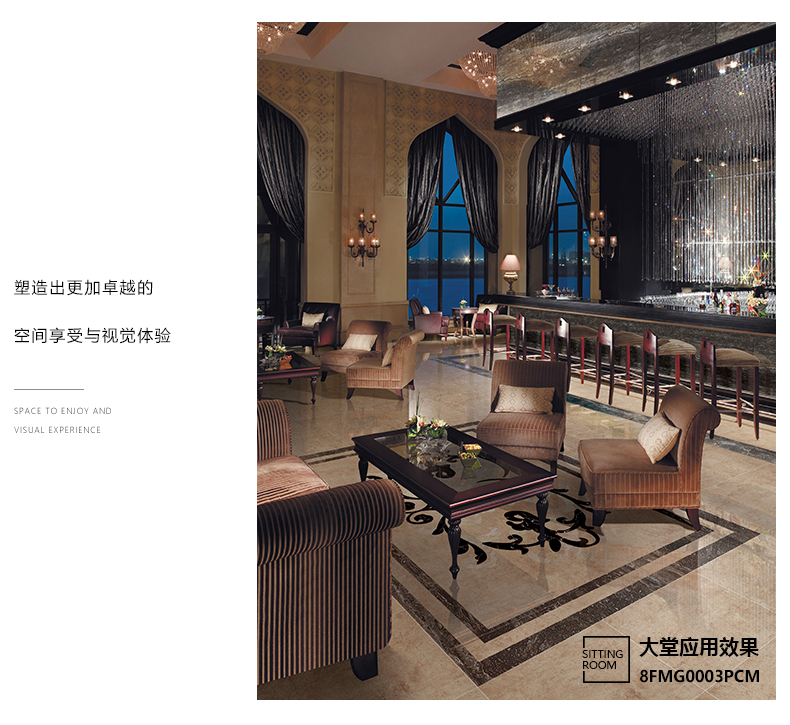 塑造出更加卓越的
空间享受与视觉体验
SPACE TO ENJOY AND
VISUAL EXPERIENCE
SITTING
ROOM
大堂应用效果
8FMG0003PCM